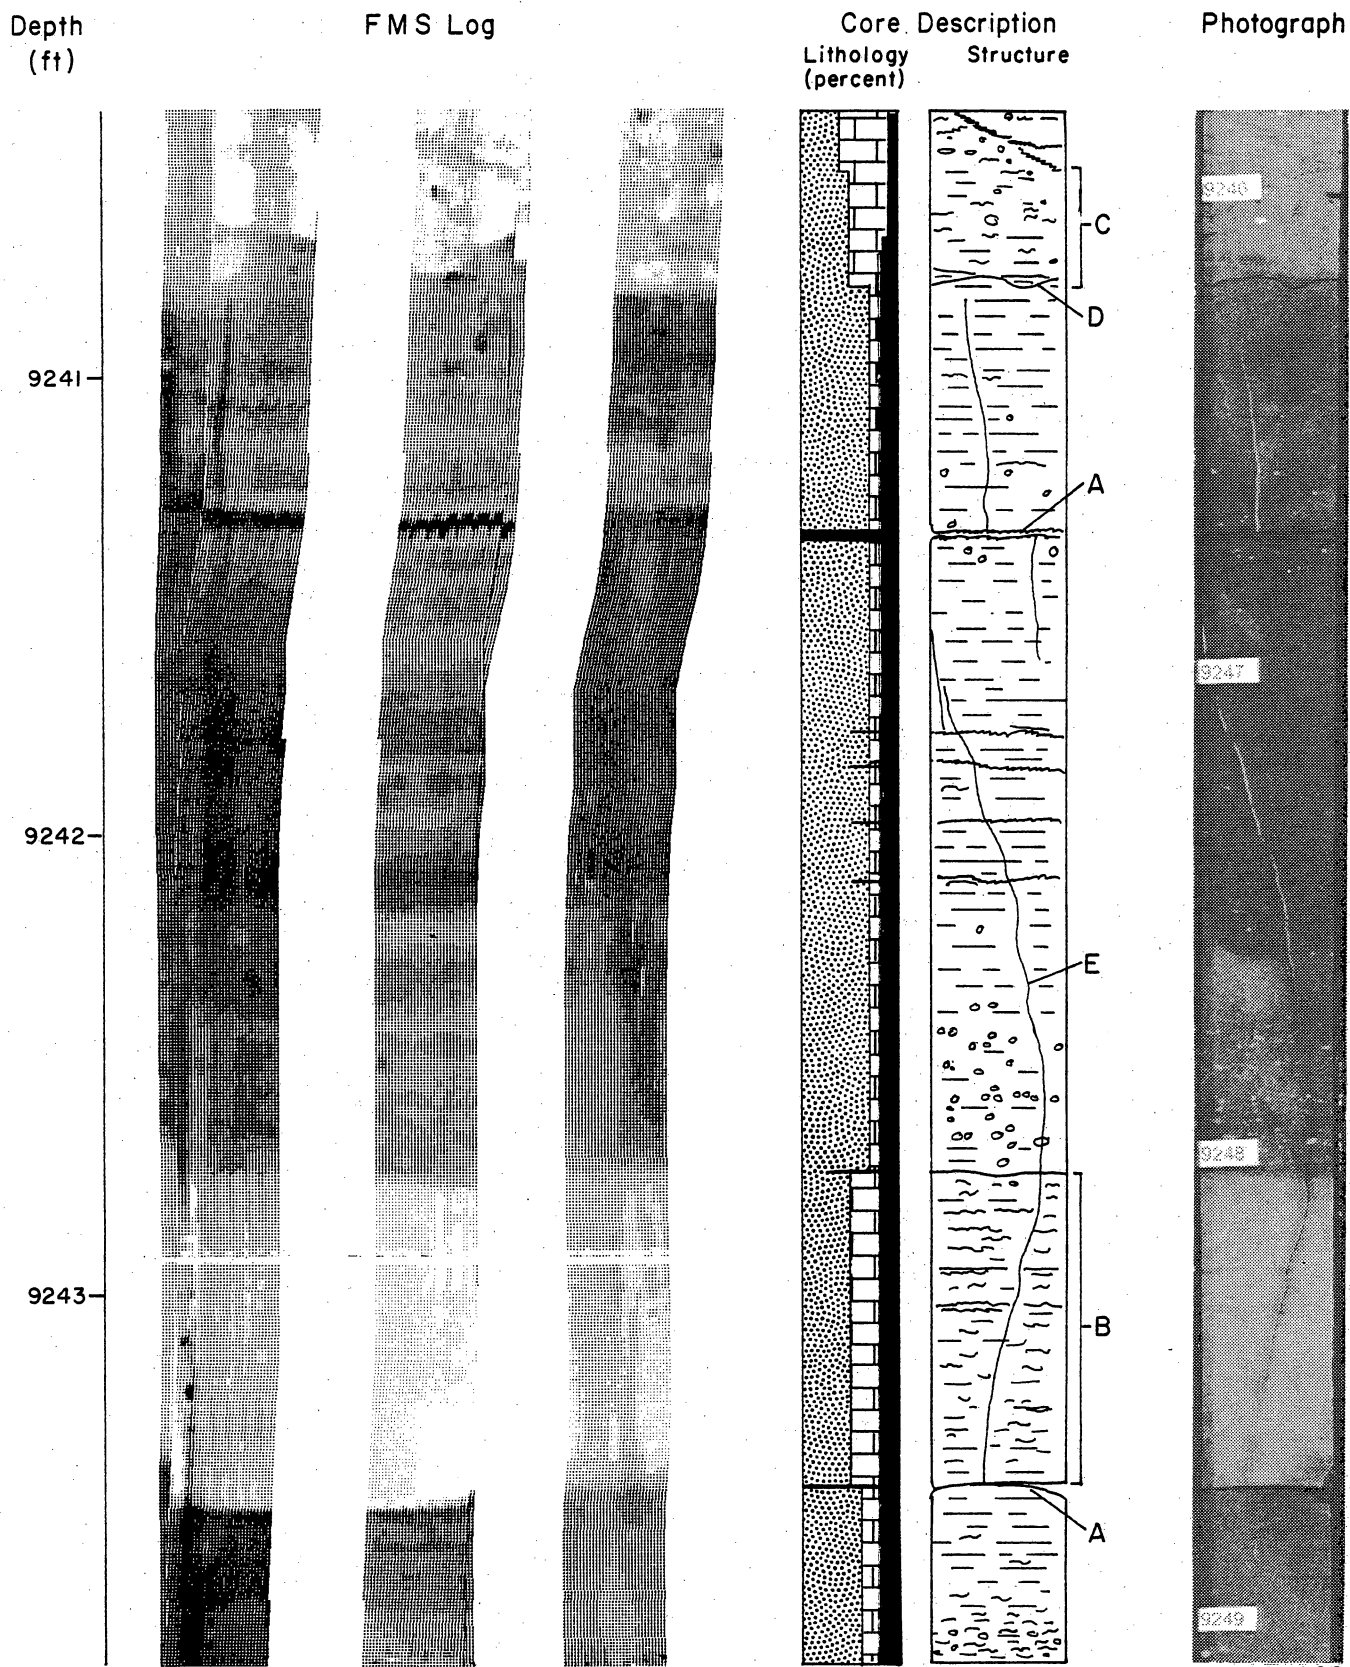 Depth
(ft)
FMS Log
Core Description
Lithology
(percent)
Structure
Photograph
9240
C
D
9241
A
9247
9242
E
9248
9243
B
A
9249